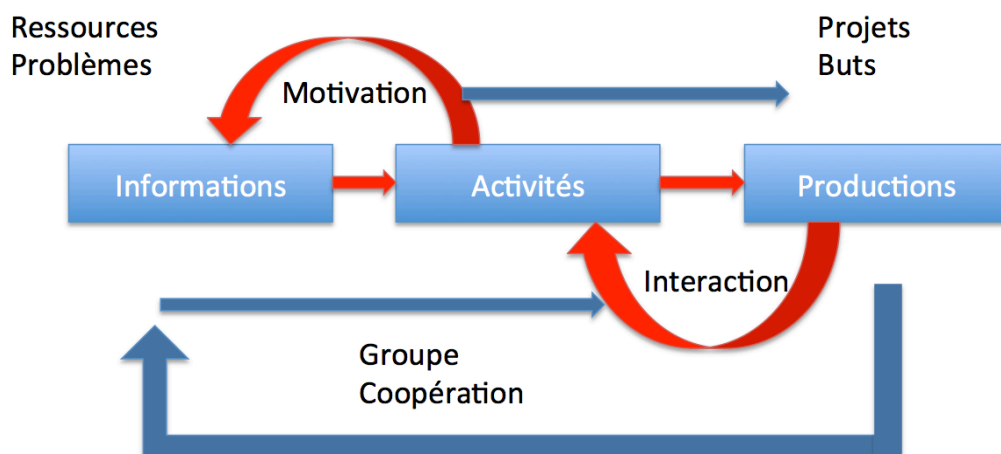 Ressources
Problèmes
Projets
Buts
Motivation
Informations
Activités
Productions
Interaction
Groupe
Coopération